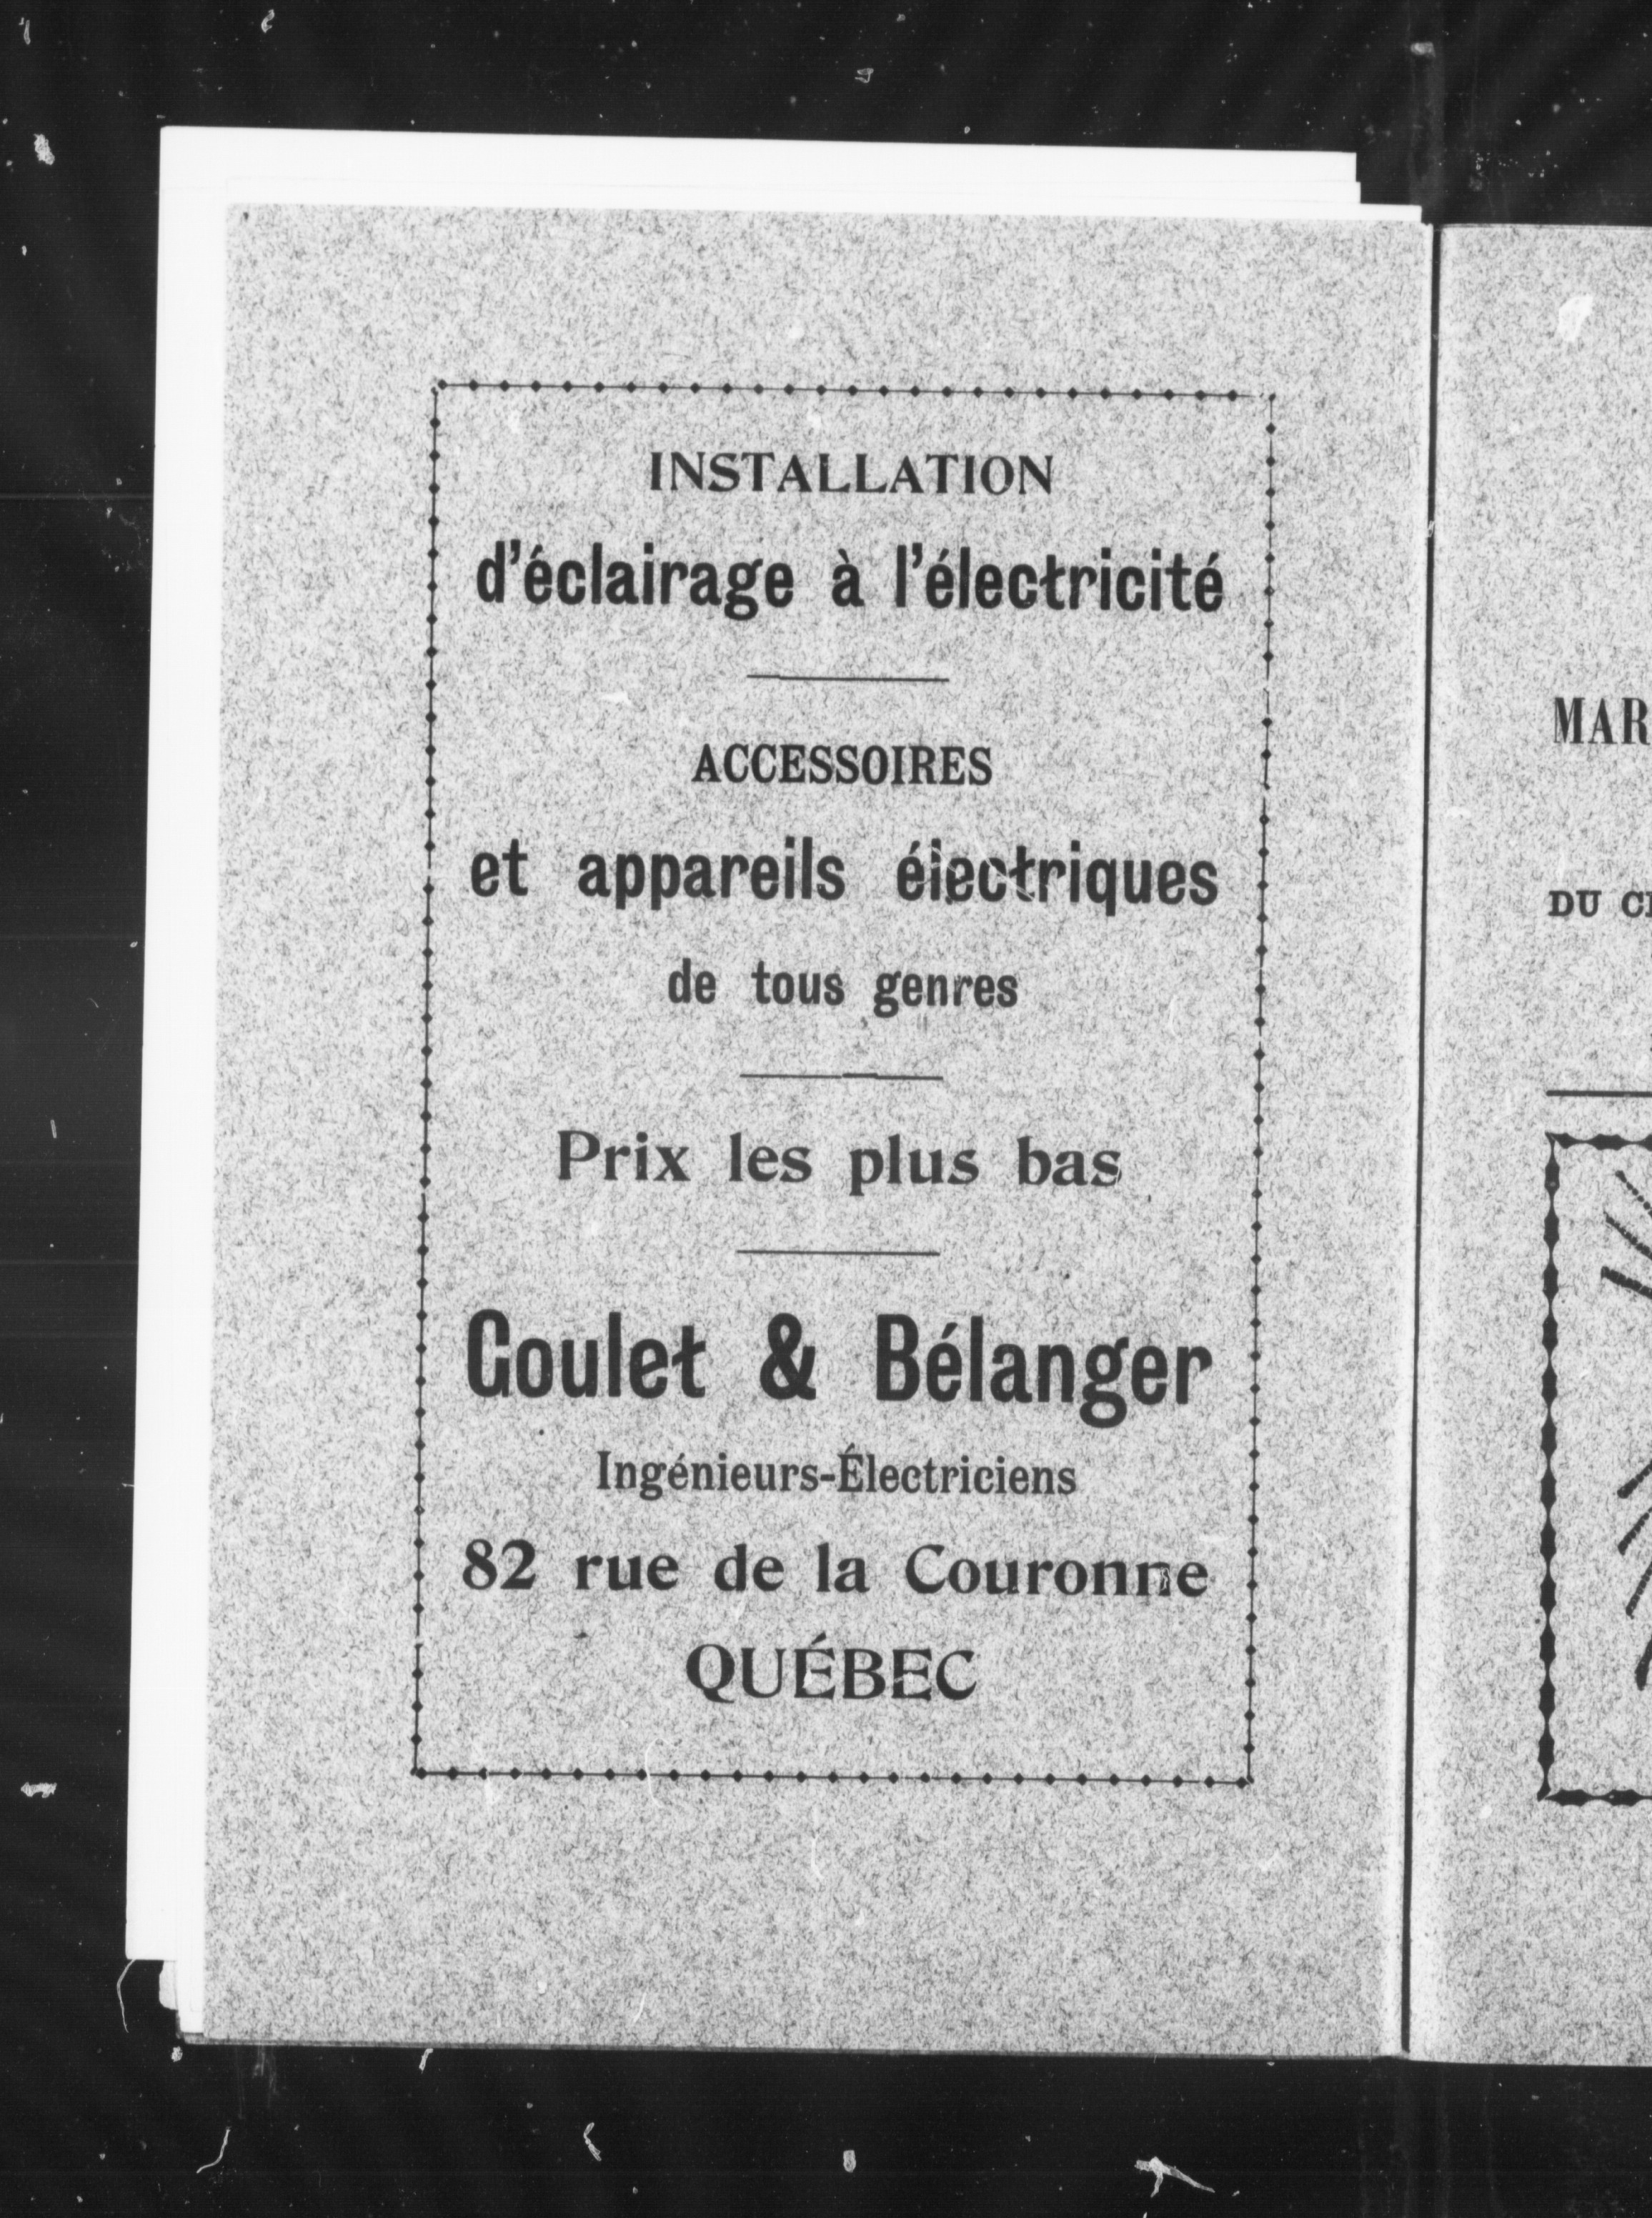 INSTALLATION
d'éclairage à l'électricité
ACCESSOIRES
et appareils électriques
de tous genres
Prix les plus bas
Goulet & Bélanger
Ingénieurs-Électriciens
82 rue de la Couronne
QUÉBEC
DU